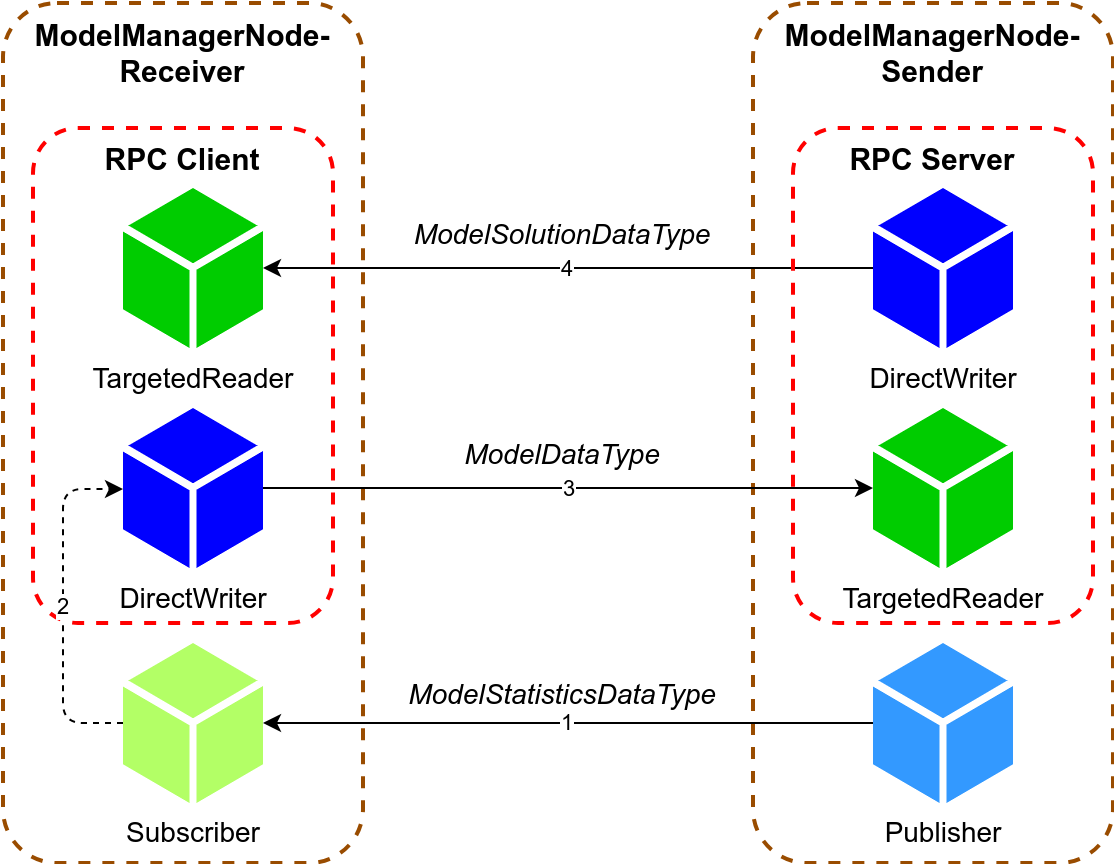 ModelManagerNode-
Receiver
ModelManagerNode-
Sender
RPC Client
RPC Server
ModelSolutionDataType
4
TargetedReader
DirectWriter
ModelDataType
3
DirectWriter
2
TargetedReader
ModelStatisticsDataType
1
Subscriber
Publisher